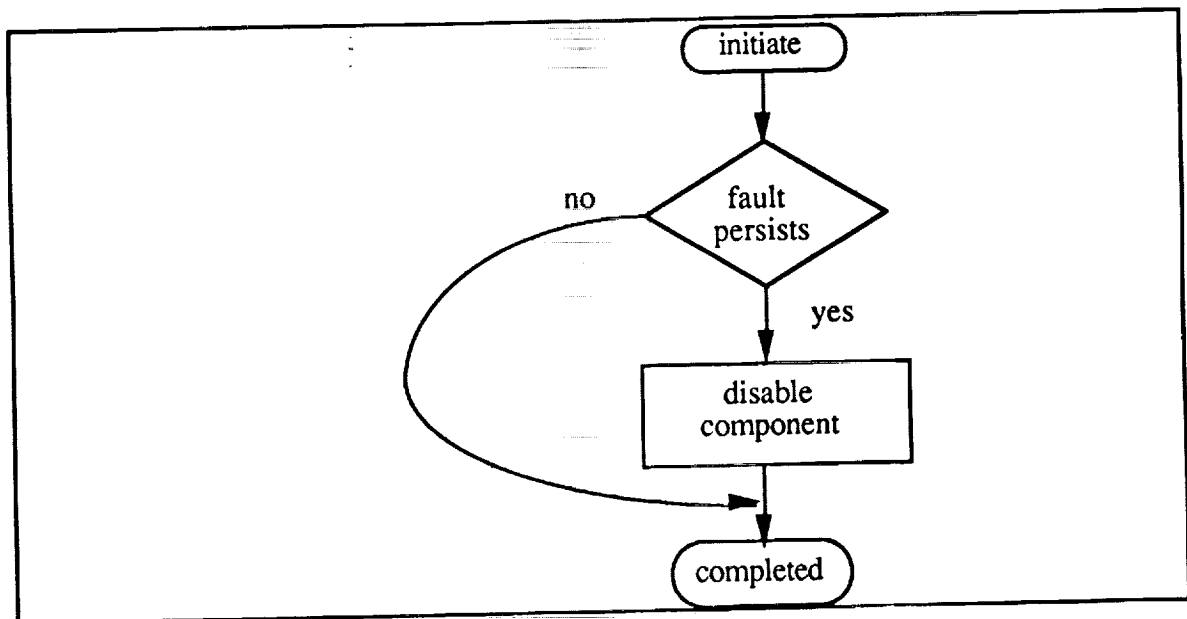 initiate
no
fault
persists
yes
disable
component
completed